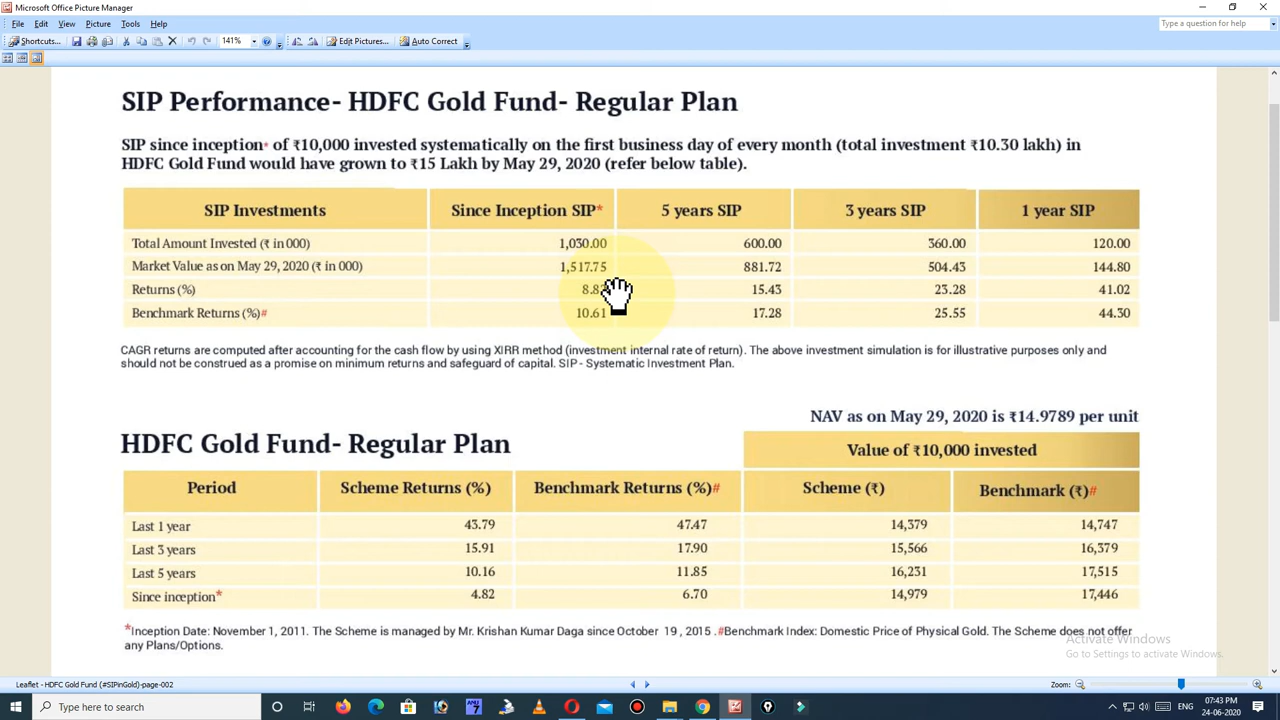 Microsoft Office Picture Manager
File Edit View Picture Tools Help
Type a question for help
Shortcuts... 141% Edit Pictures... Auto Correct
SIP Performance- HDFC Gold Fund- Regular Plan
SIP since inception* of ₹10,000 invested systematically on the first business day of every month (total investment ₹10.30 lakh) in
HDFC Gold Fund would have grown to ₹15 Lakh by May 29, 2020 (refer below table).
SIP Investments Since Inception SIP* 5 years SIP 3 years SIP 1 year SIP
Total Amount Invested (₹ in 000) 1,030.00 600.00 360.00 120.00
Market Value as on May 29, 2020 (₹ in 000) 1,517.75 881.72 504.43 144.80
Returns (%) 15.43 23.28 41.02
Benchmark Returns (%)# 10.61 17.28 25.55 44.30
CAGR returns are computed after accounting for the cash flow by using XIRR method (investment internal rate of return). The above investment simulation is for illustrative purposes only and
should not be construed as a promise on minimum returns and safeguard of capital. SIP - Systematic Investment Plan.
NAV as on May 29, 2020 is ₹14.9789 per unit
HDFC Gold Fund- Regular Plan
Value of ₹10,000 invested
Period Scheme Returns (%) Benchmark Returns (%)# Scheme (₹) Benchmark (₹)#
Last 1 year 43.79 47.47 14,379 14,747
Last 3 years 15.91 17.90 15,566 16,379
Last 5 years 10.16 11.85 16,231 17,515
Since inception* 4.82 6.70 14,979 17,446
*Inception Date: November 1, 2011. The Scheme is managed by Mr. Krishan Kumar Daga since October 19 , 2015 .#Benchmark Index: Domestic Price of Physical Gold. The Scheme does not offer
any Plans/Options.
Activate Windows
Go to Settings to activate Windows.
Leaflet - HDFC Gold Fund (#SIPinGold)-page-002 Zoom:
Type here to search
07:43 PM
24-06-2020